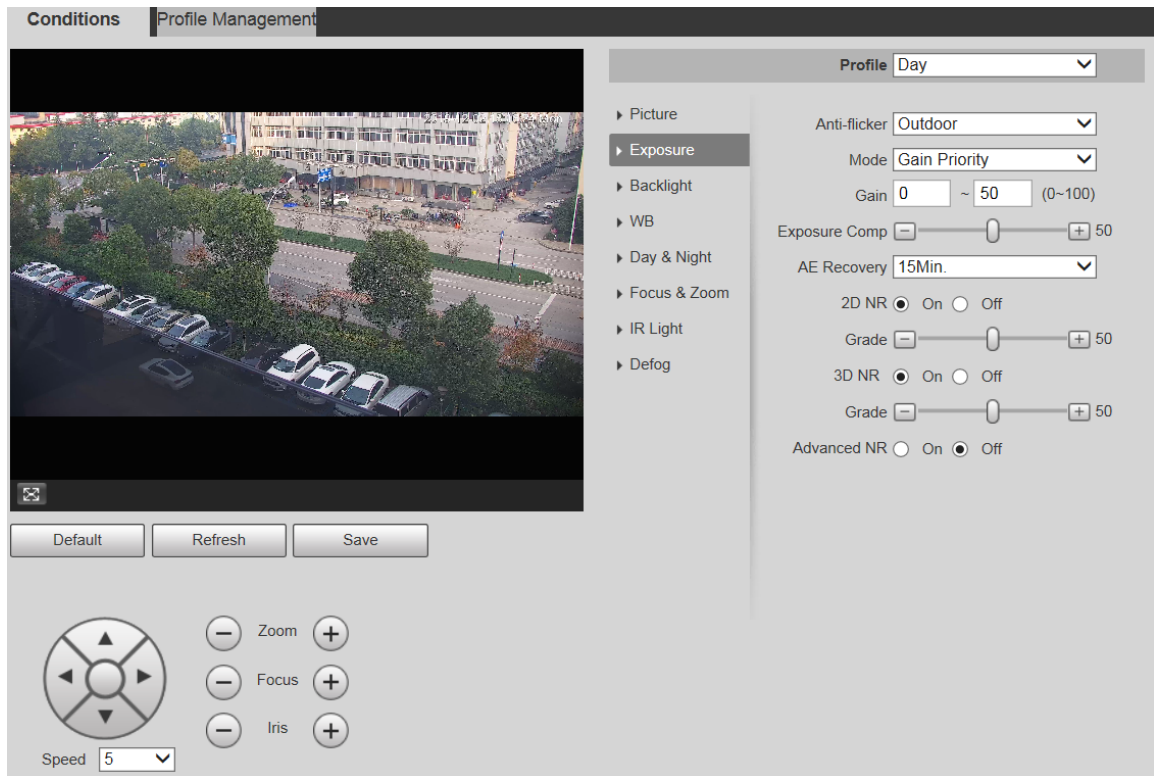 Conditions
Profile Management
Profile Day
Picture
Exposure
Backlight
WB
Day & Night
Focus & Zoom
IR Light
Defog
Anti-flicker Outdoor
Mode Gain Priority
Gain 0 ~ 50 (0~100)
Exposure Comp 50
AE Recovery 15Min.
2D NR On Off
Grade 50
3D NR On Off
Grade 50
Advanced NR On Off
Default Refresh Save
Zoom
Focus
Iris
Speed 5